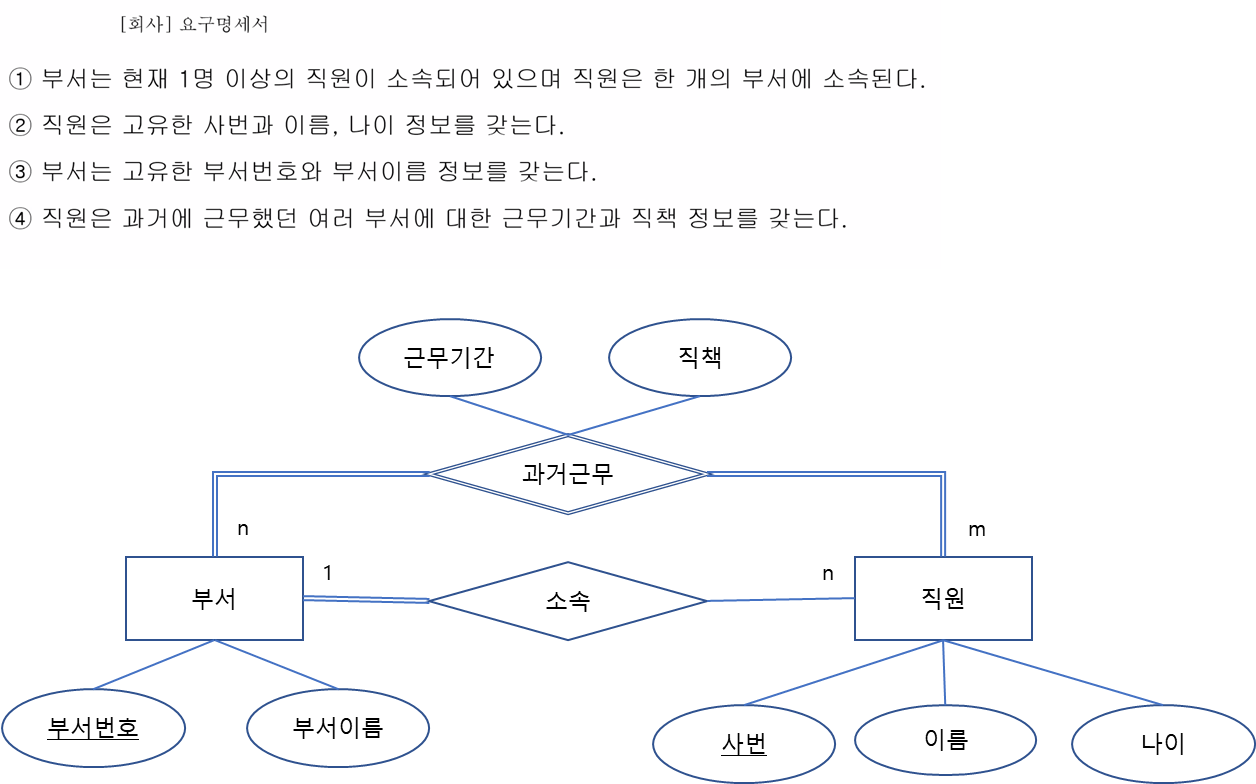 [회사] 요구명세서
① 부서는 현재 1명 이상의 직원이 소속되어 있으며 직원은 한 개의 부서에 소속된다.
② 직원은 고유한 사번과 이름, 나이 정보를 갖는다.
③ 부서는 고유한 부서번호와 부서이름 정보를 갖는다.
④ 직원은 과거에 근무했던 여러 부서에 대한 근무기간과 직책 정보를 갖는다.
근무기간
직책
과거근무
n
m
부서
1
소속
n
직원
부서번호
부서이름
사번
이름
나이